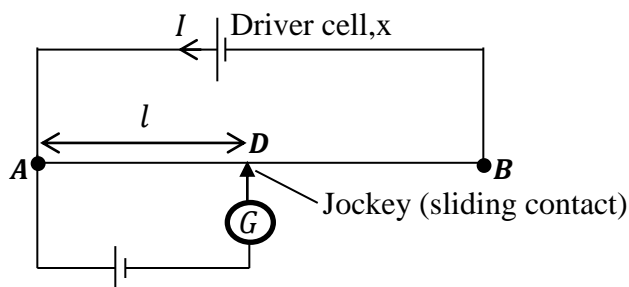 I Driver cell,x
l
D
A B
Jockey (sliding contact)
G